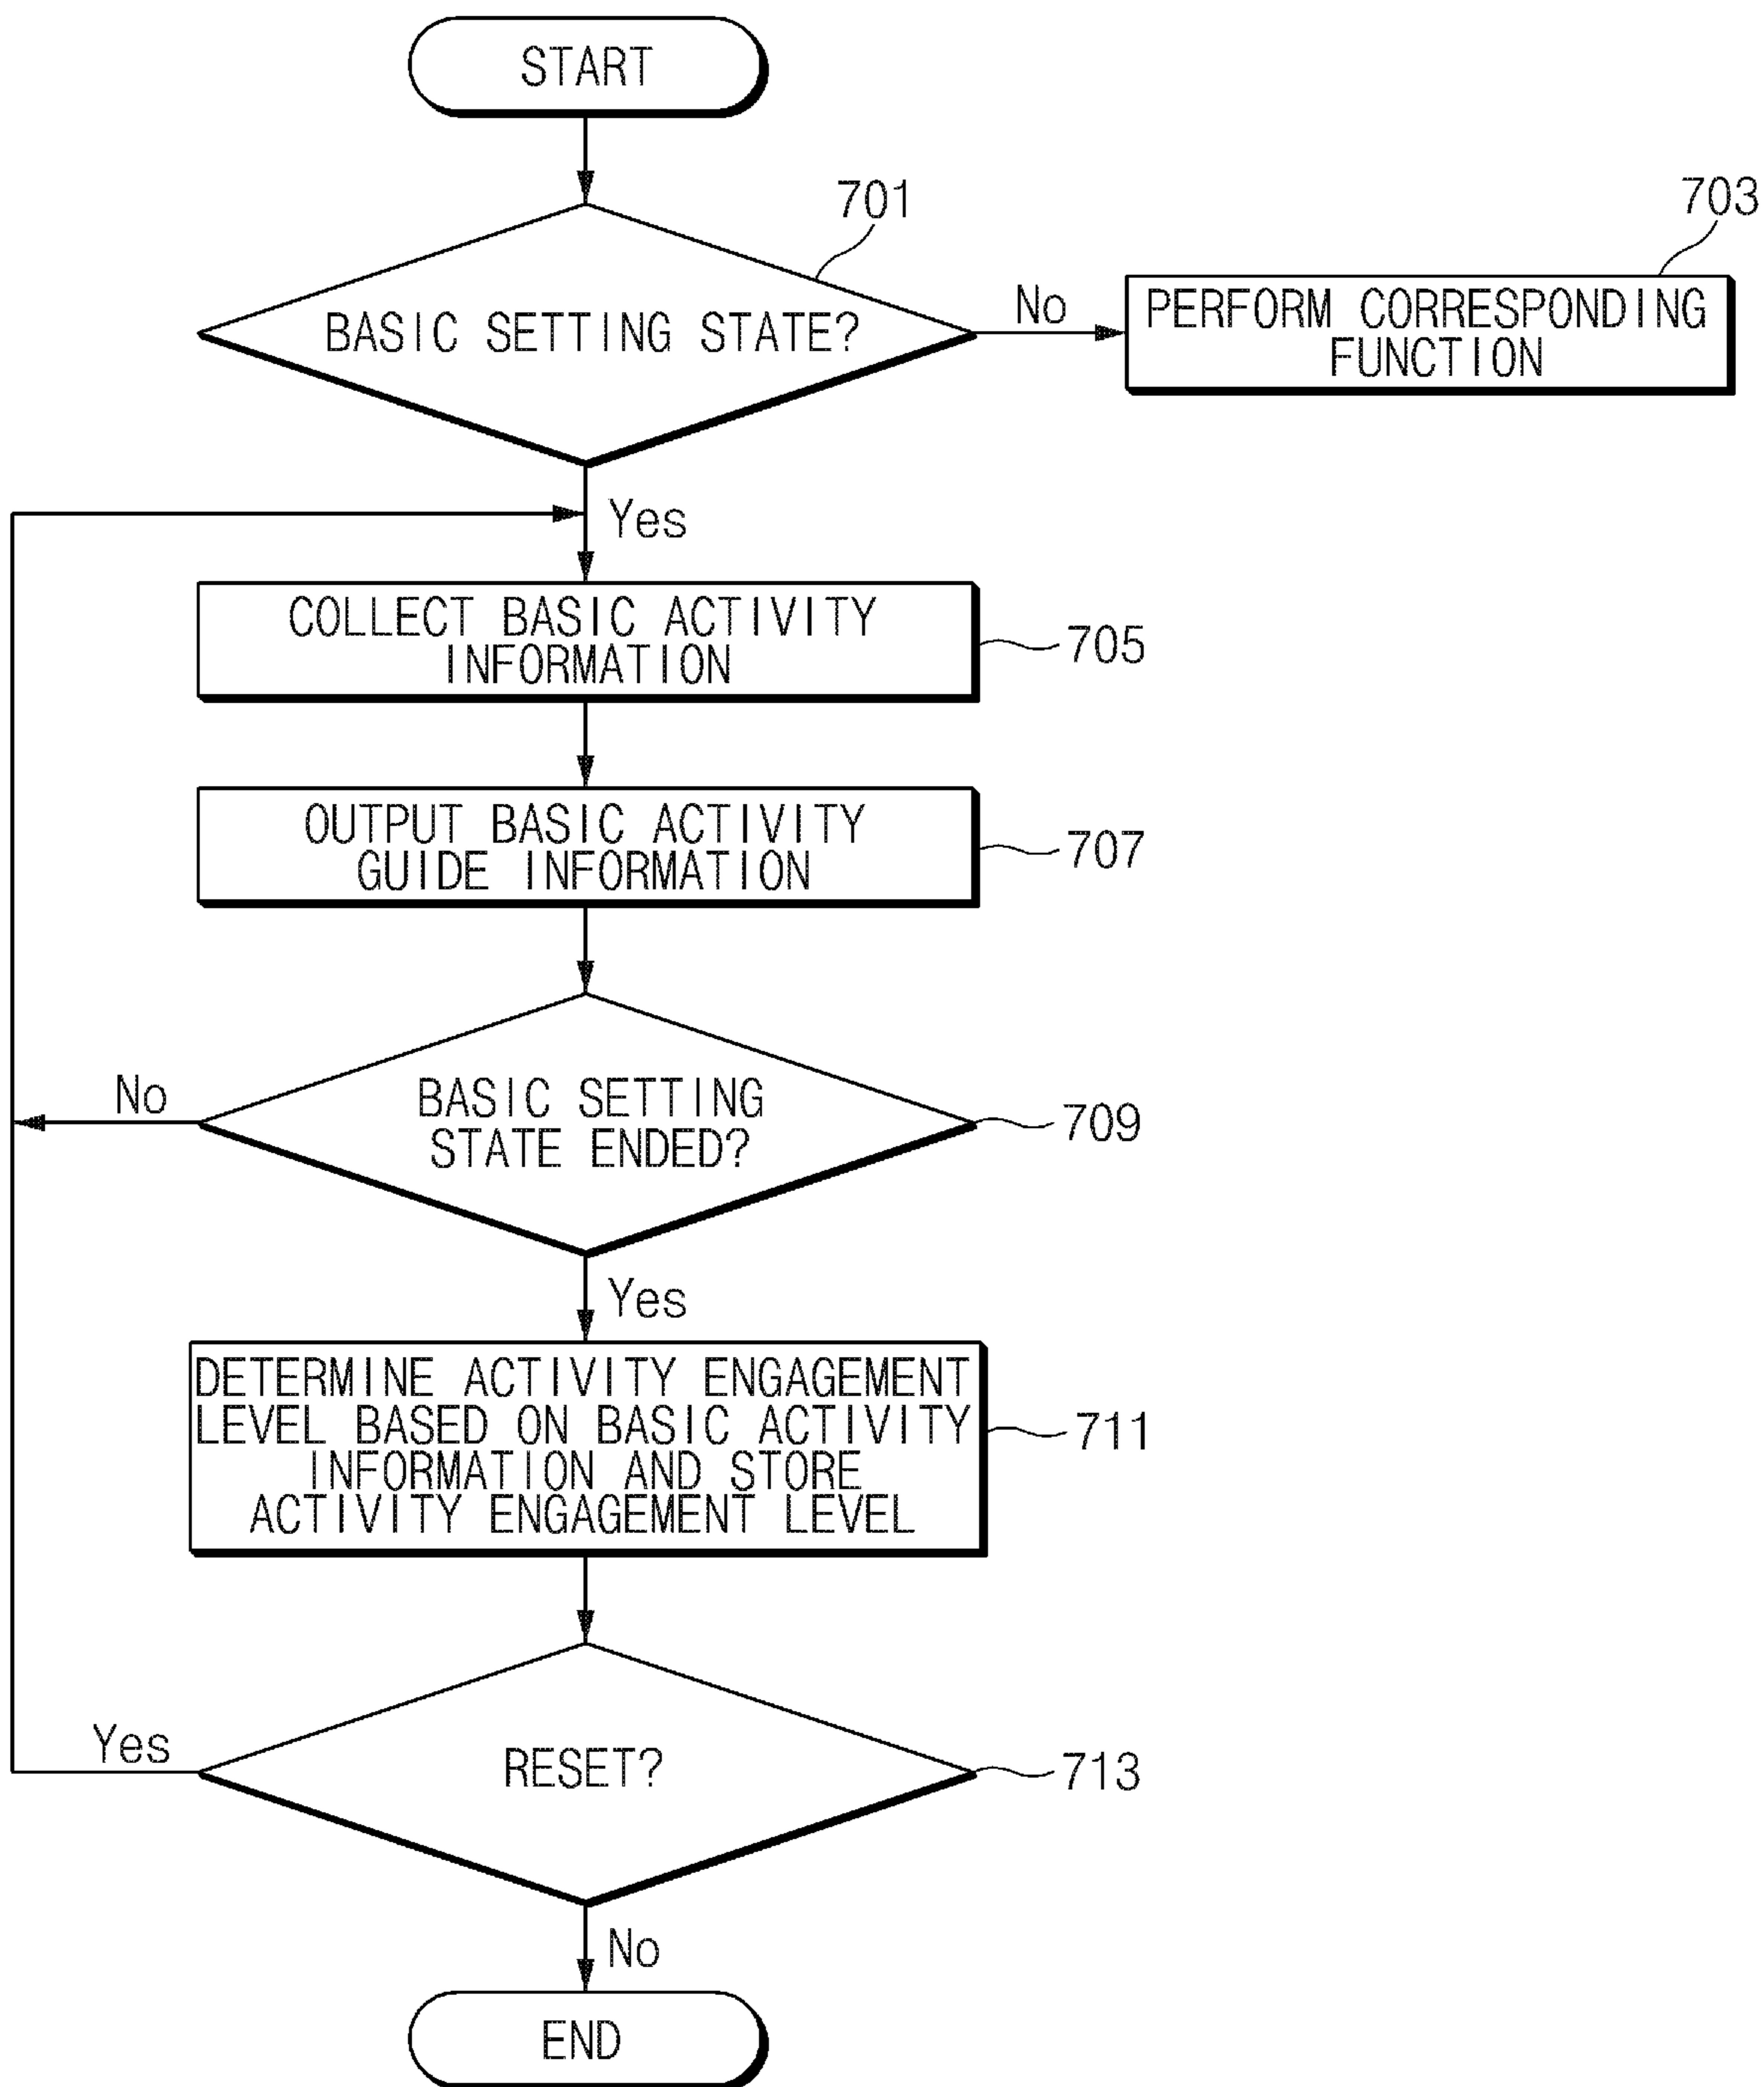 START
701
703
BASIC SETTING STATE?
No
PERFORM CORRESPONDING
FUNCTION
Yes
COLLECT BASIC ACTIVITY
INFORMATION
705
OUTPUT BASIC ACTIVITY
GUIDE INFORMATION
707
No
BASIC SETTING
STATE ENDED?
709
Yes
DETERMINE ACTIVITY ENGAGEMENT
LEVEL BASED ON BASIC ACTIVITY
INFORMATION AND STORE
ACTIVITY ENGAGEMENT LEVEL
711
Yes
RESET?
713
No
END